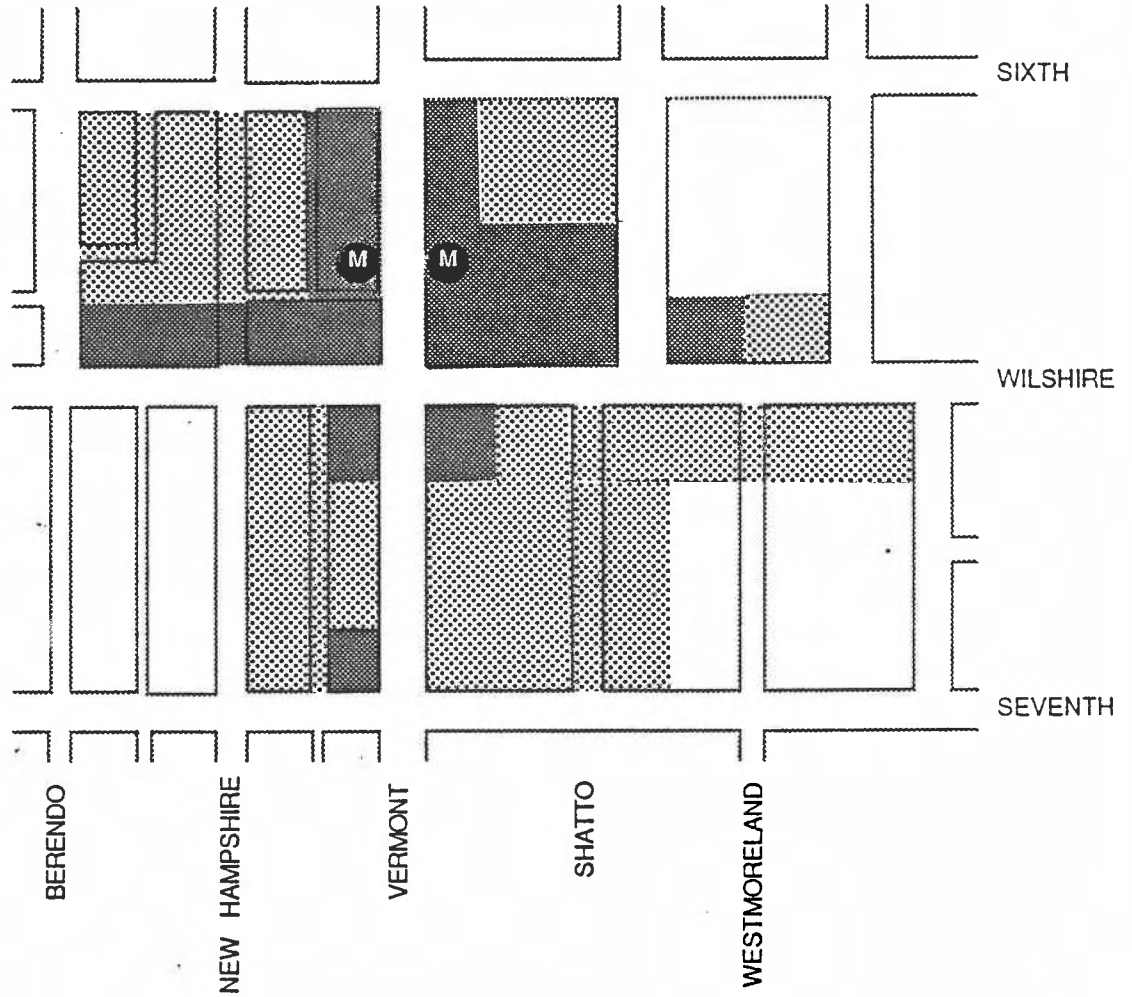 SIXTH
M M
WILSHIRE
SEVENTH
BERENDO
NEW HAMPSHIRE
VERMONT
SHATTO
WESTMORELAND